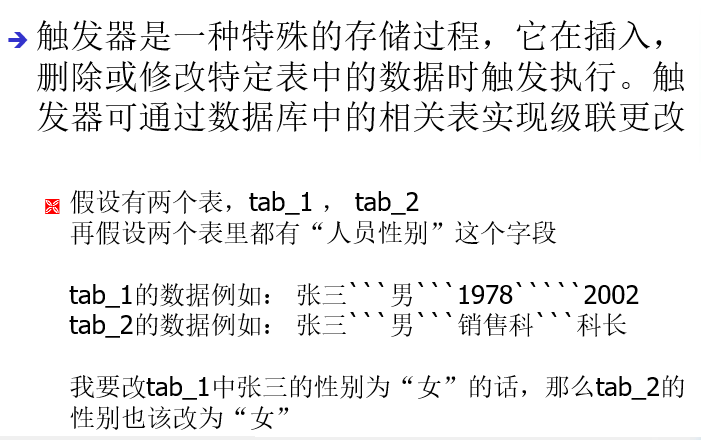 触发器是一种特殊的存储过程，它在插入，
删除或修改特定表中的数据时触发执行。触
发器可通过数据库中的相关表实现级联更改
假设有两个表，tab_1 ， tab_2
再假设两个表里都有“人员性别”这个字段
tab_1的数据例如： 张三```男```1978`````2002
tab_2的数据例如： 张三```男```销售科```科长
我要改tab_1中张三的性别为“女”的话，那么tab_2的
性别也该改为“女”